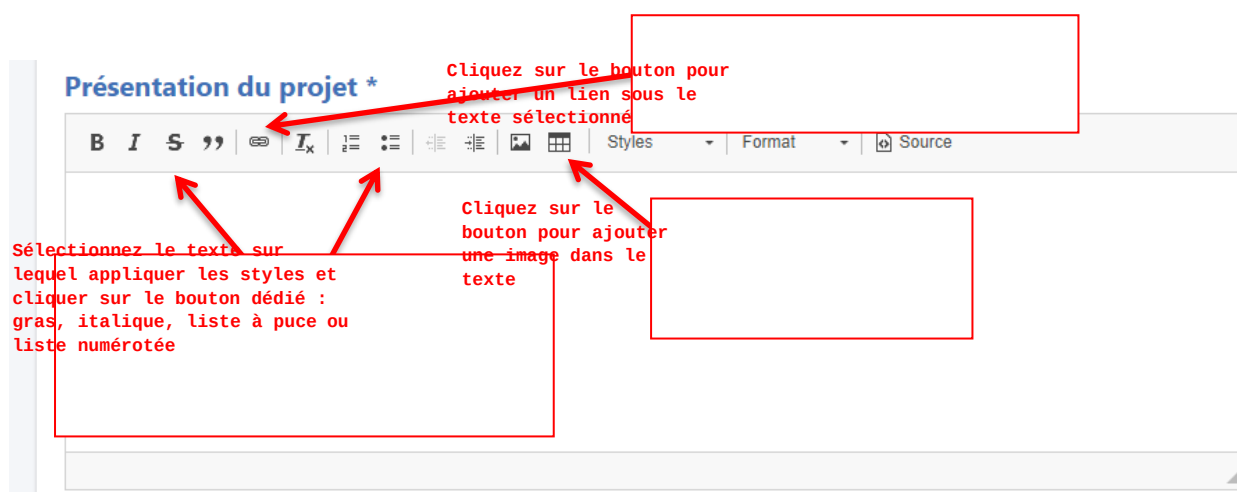 Cliquez sur le bouton pour
ajouter un lien sous le
texte sélectionné
Présentation du projet *
B I S Styles Format Source
Cliquez sur le
bouton pour ajouter
une image dans le
texte
Sélectionnez le texte sur
lequel appliquer les styles et
cliquer sur le bouton dédié :
gras, italique, liste à puce ou
liste numérotée